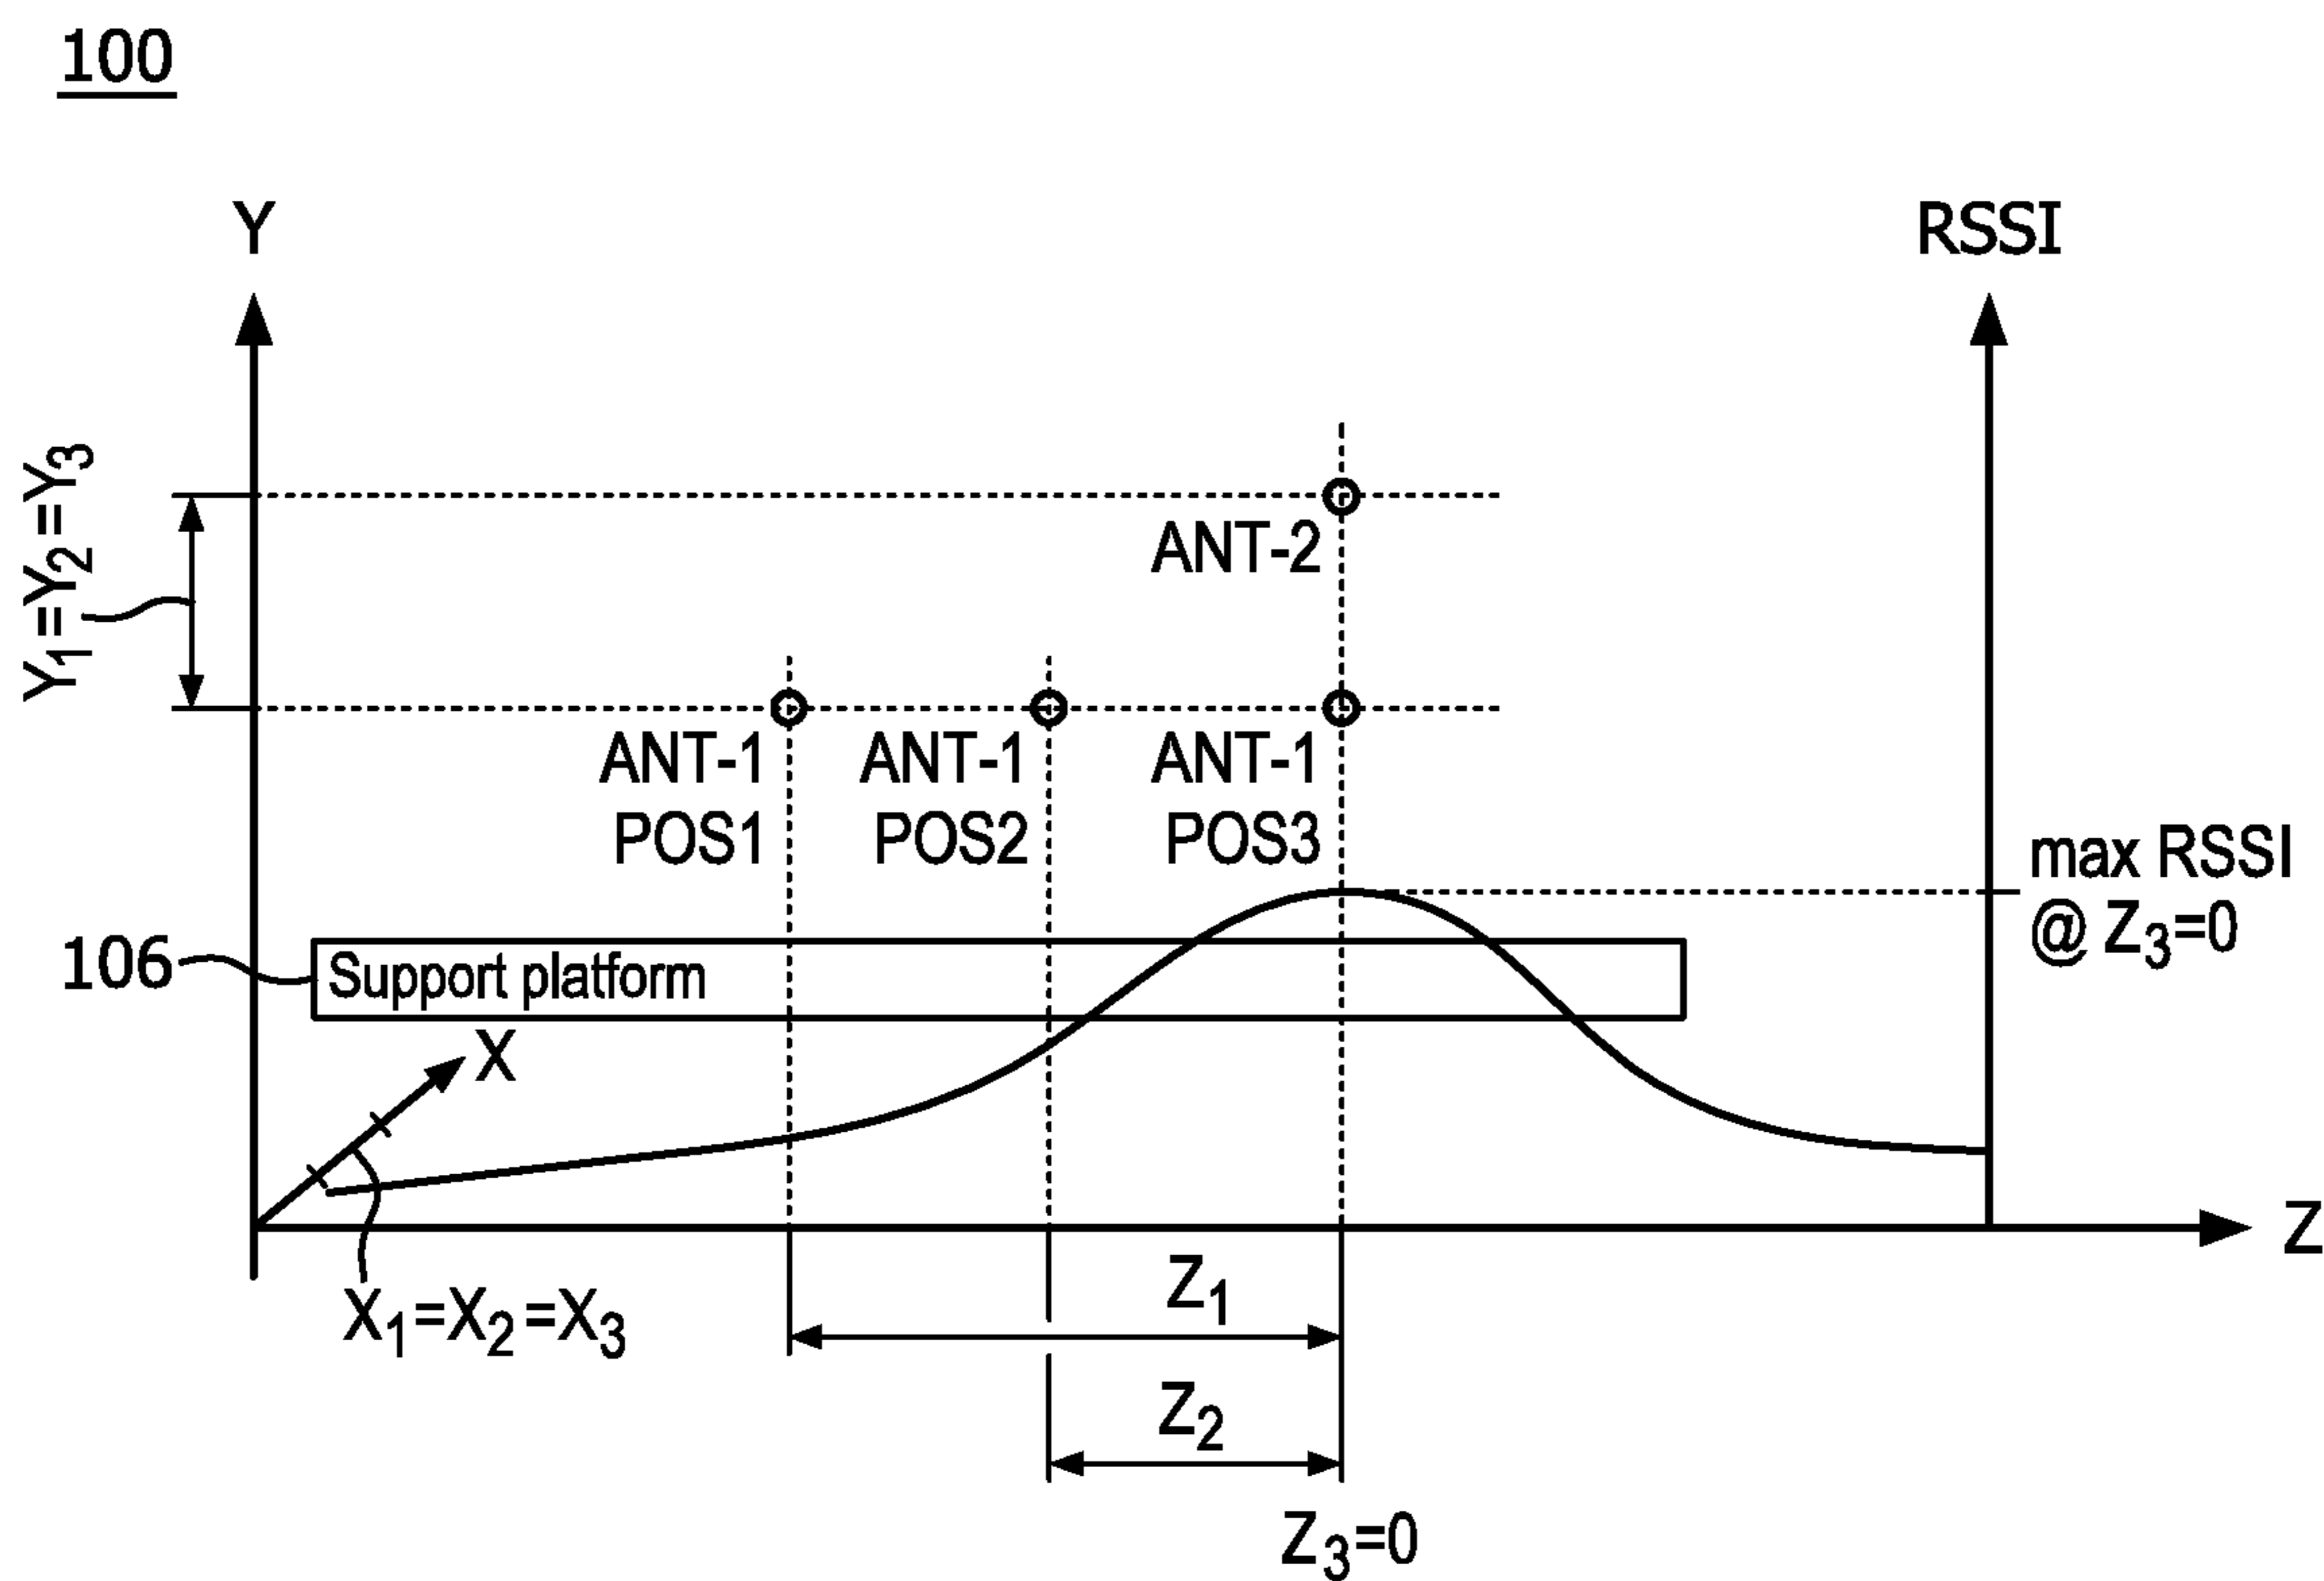 100
Y
RSSI
Y₁=Y₂=Y₃
ANT-2
ANT-1
POS1
ANT-1
POS2
ANT-1
POS3
max RSSI
@ Z₃=0
106
Support platform
X
Z
X₁=X₂=X₃
Z₁
Z₂
Z₃=0